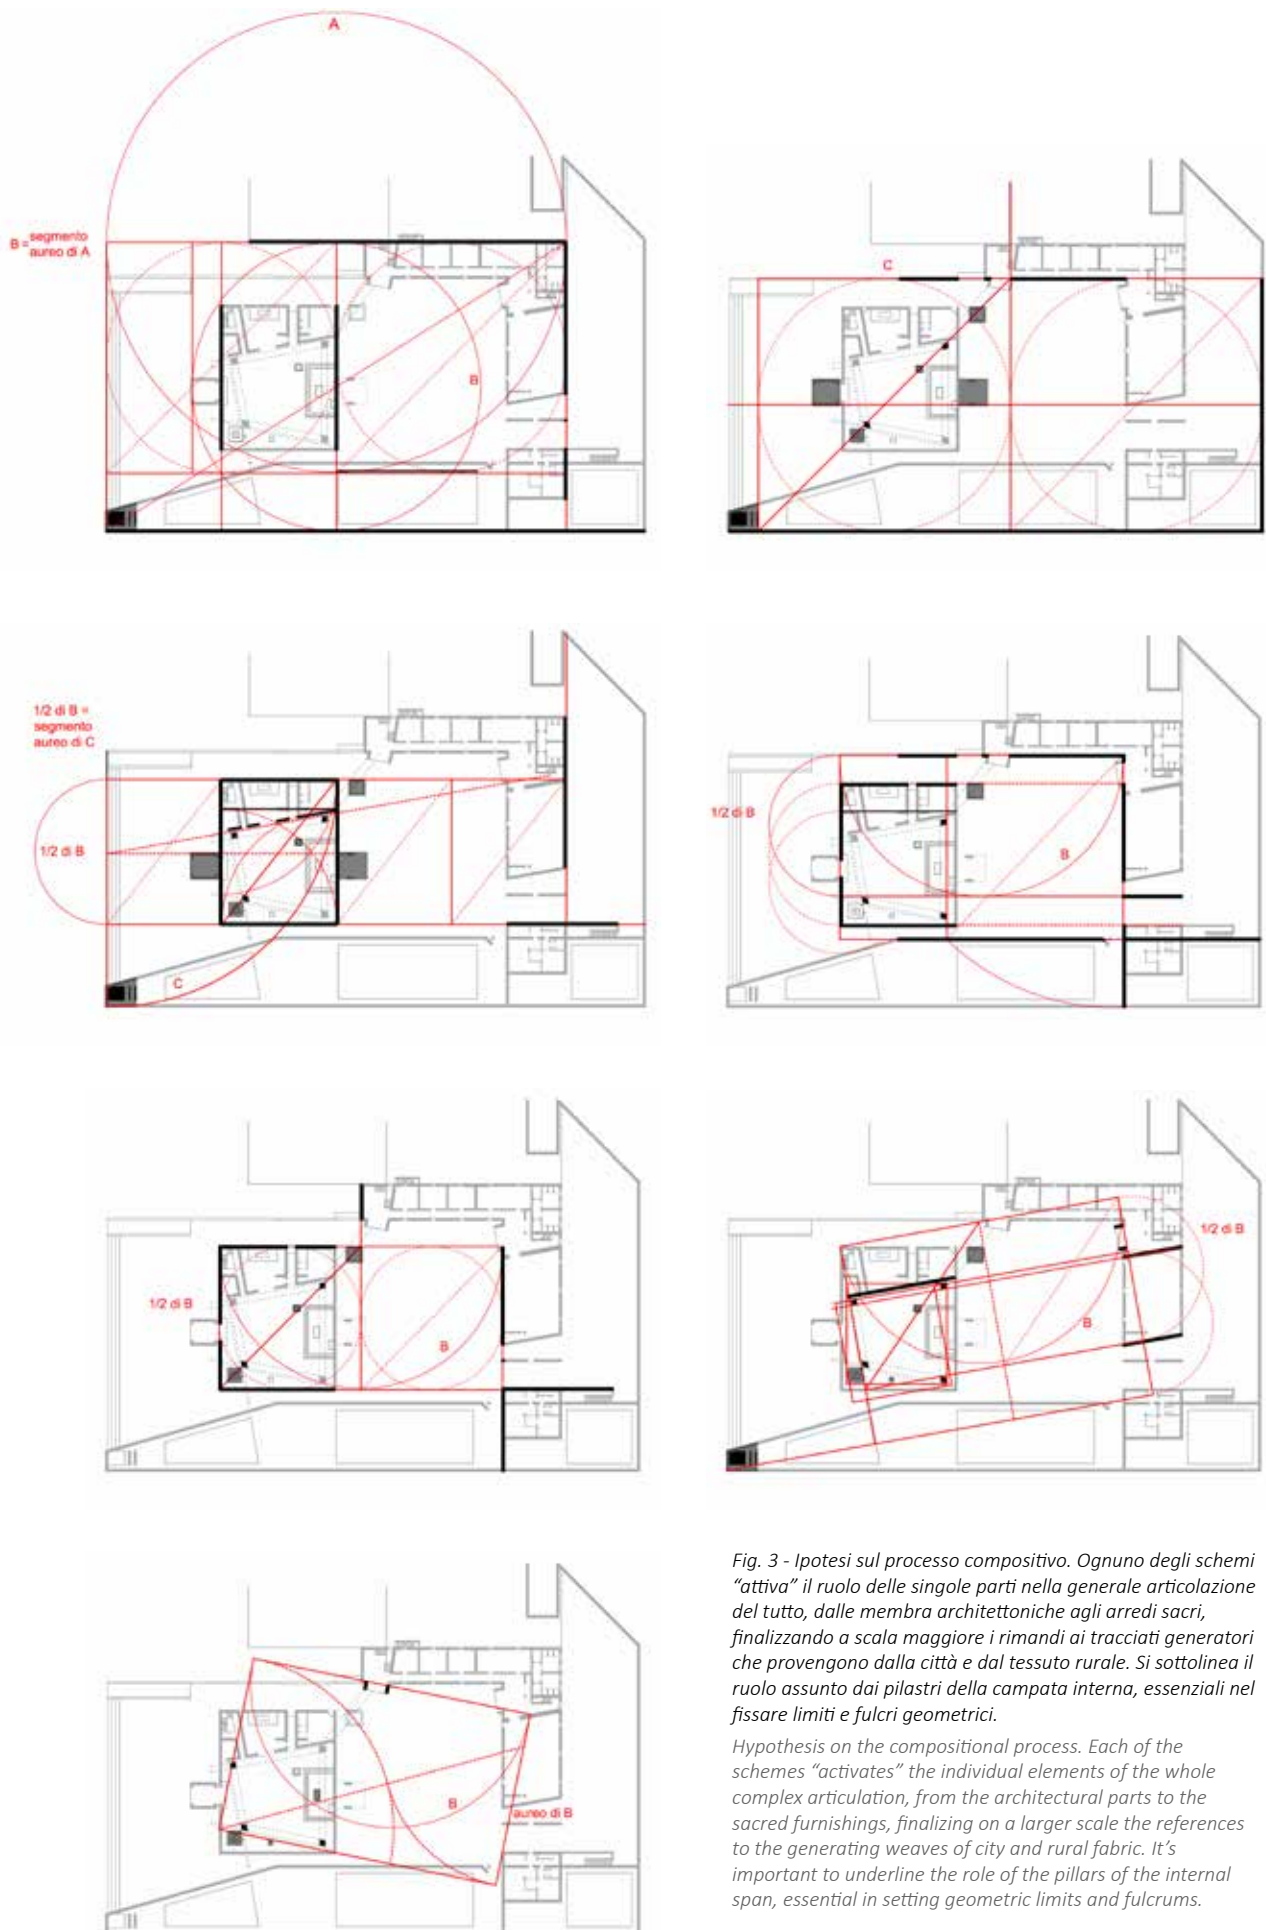 A
B = segmento
aureo di A
B
C
1/2 di B =
segmento
aureo di C
1/2 di B
C
1/2 di B
B
1/2 di B
B
1/2 di B
B
B
aureo di B
Fig. 3 - Ipotesi sul processo compositivo. Ognuno degli schemi
“attiva” il ruolo delle singole parti nella generale articolazione
del tutto, dalle membra architettoniche agli arredi sacri,
finalizzando a scala maggiore i rimandi ai tracciati generatori
che provengono dalla città e dal tessuto rurale. Si sottolinea il
ruolo assunto dai pilastri della campata interna, essenziali nel
fissare limiti e fulcri geometrici.
Hypothesis on the compositional process. Each of the
schemes “activates” the individual elements of the whole
complex articulation, from the architectural parts to the
sacred furnishings, finalizing on a larger scale the references
to the generating weaves of city and rural fabric. It’s
important to underline the role of the pillars of the internal
span, essential in setting geometric limits and fulcrums.